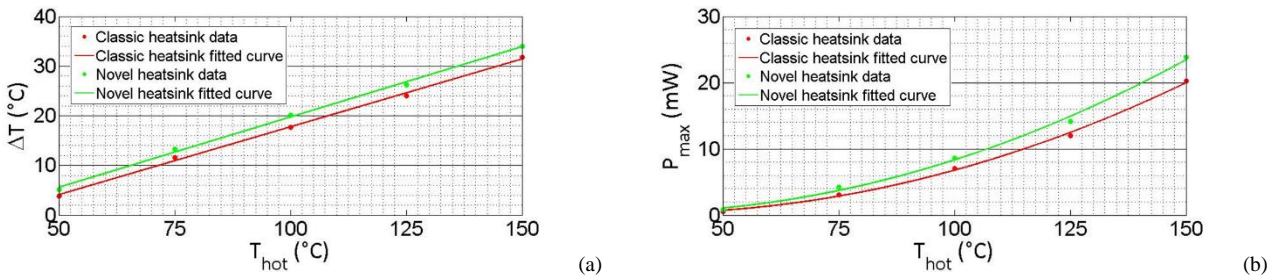 40
30
20
10
0
ΔT (°C)
Classic heatsink data
Classic heatsink fitted curve
Novel heatsink data
Novel heatsink fitted curve
50 75 100 125 150
T_hot (°C)
(a)
30
20
10
0
P_max (mW)
Classic heatsink data
Classic heatsink fitted curve
Novel heatsink data
Novel heatsink fitted curve
50 75 100 125 150
T_hot (°C)
(b)